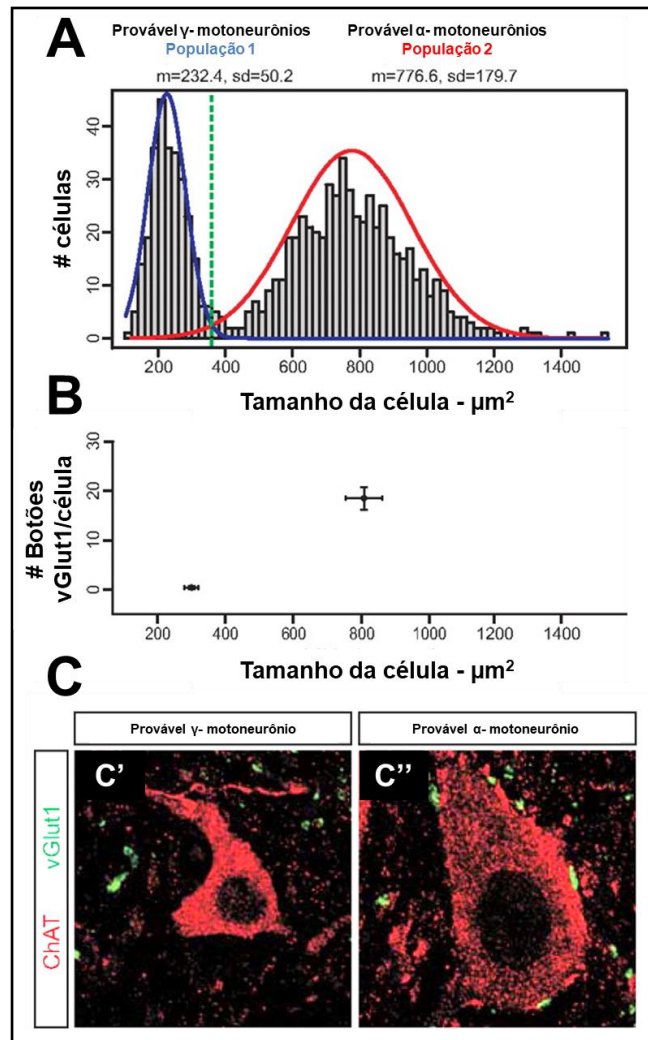 A
Provável γ- motoneurônios
População 1
Provável α- motoneurônios
População 2
m=232.4, sd=50.2
m=776.6, sd=179.7
# células
40
30
20
10
0
200
400
600
800
1000
1200
1400
Tamanho da célula - µm²
B
# Botões
vGlut1/célula
30
20
10
0
200
400
600
800
1000
1200
1400
Tamanho da célula - µm²
C
Provável γ- motoneurônio
Provável α- motoneurônio
ChAT vGlut1
C'
C''